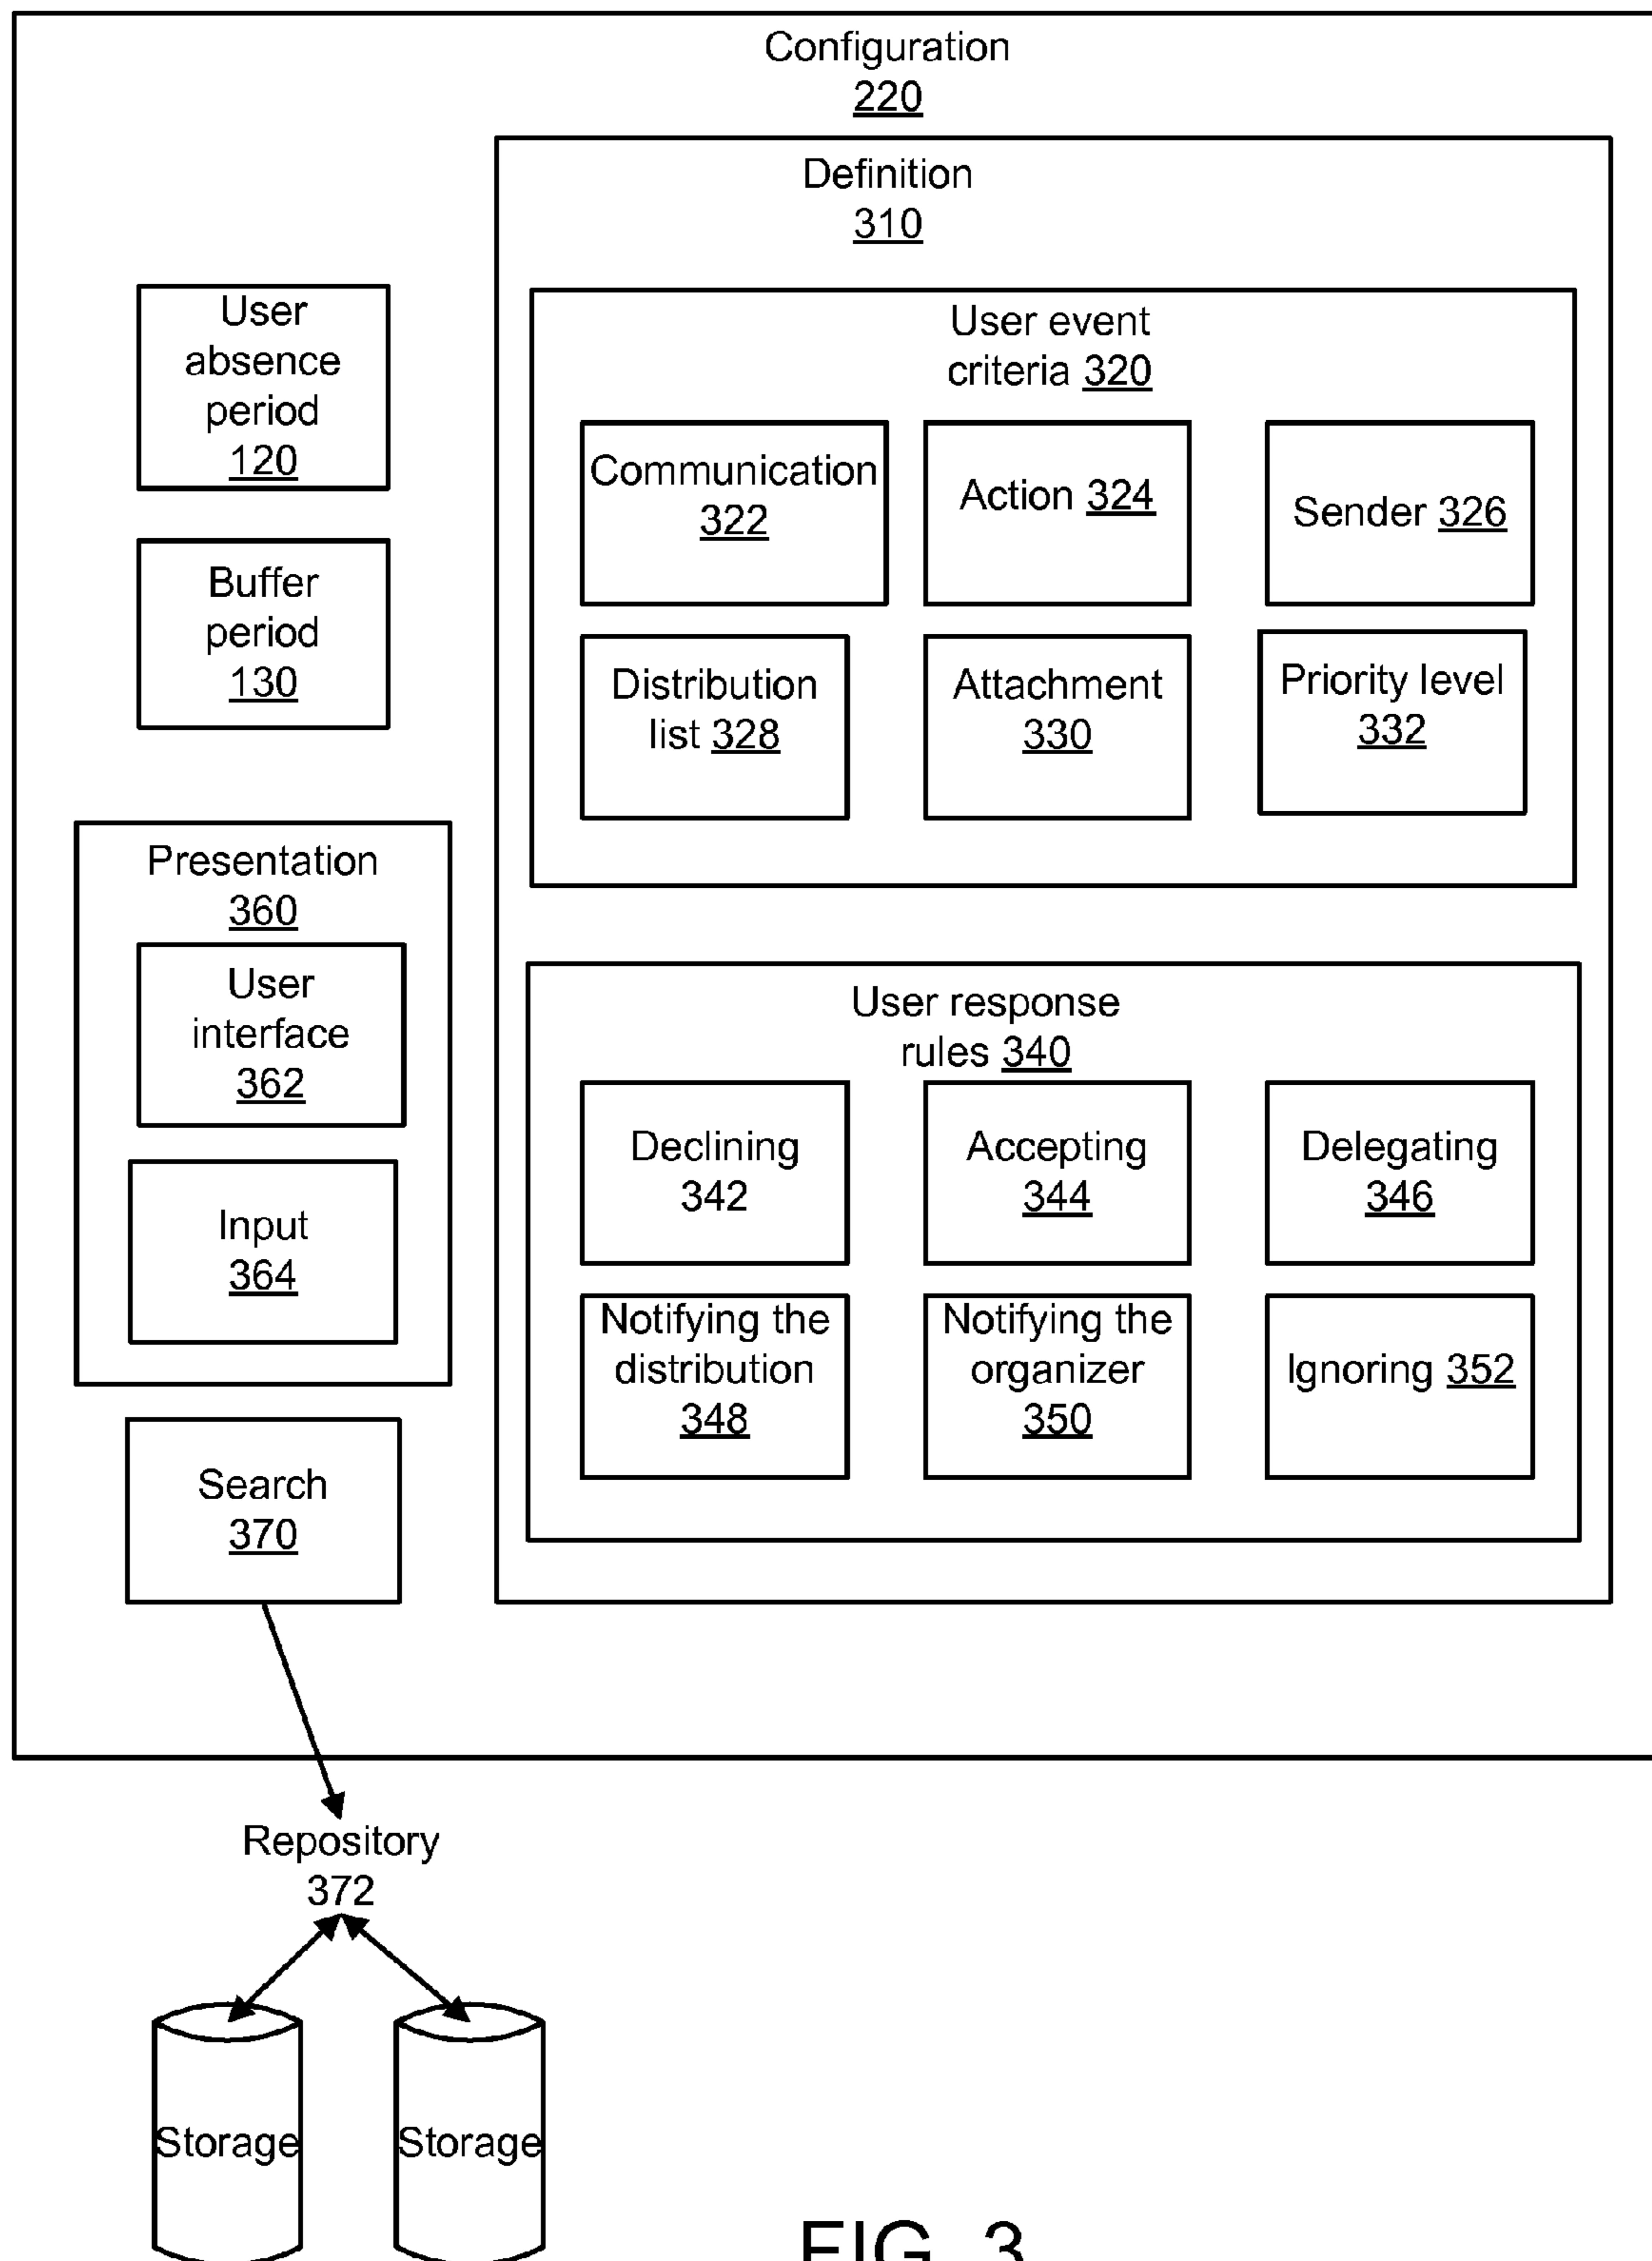 Configuration
220
Definition
310
User
absence
period
120
Buffer
period
130
User event
criteria 320
Communication
322
Action 324
Sender 326
Distribution
list 328
Attachment
330
Priority level
332
Presentation
360
User
interface
362
Input
364
Search
370
User response
rules 340
Declining
342
Accepting
344
Delegating
346
Notifying the
distribution
348
Notifying the
organizer
350
Ignoring 352
Repository
372
Storage
Storage
FIG. 3